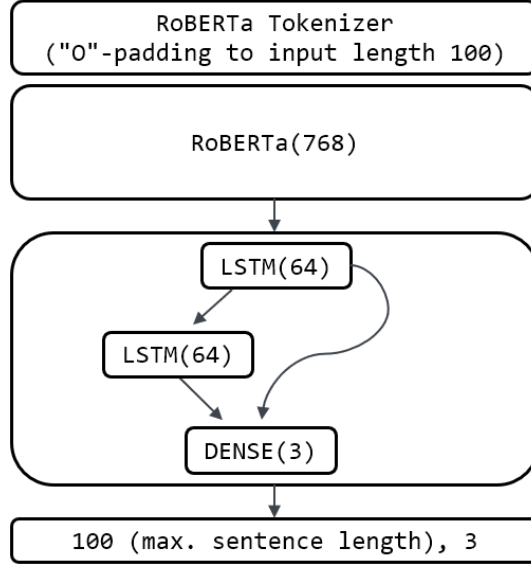 RoBERTa Tokenizer
("O"-padding to input length 100)
RoBERTa(768)
LSTM(64)
LSTM(64)
DENSE(3)
100 (max. sentence length), 3